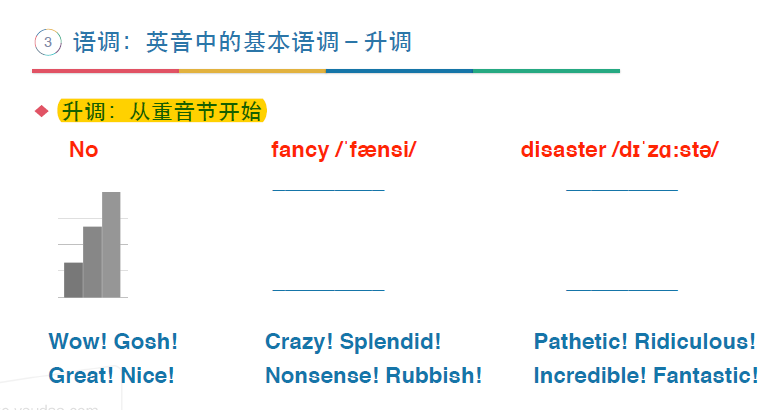 3 语调：英音中的基本语调 – 升调
升调：从重音节开始
No fancy /ˈfænsi/ disaster /dɪˈzɑːstə/
Wow! Gosh! Crazy! Splendid! Pathetic! Ridiculous!
Great! Nice! Nonsense! Rubbish! Incredible! Fantastic!